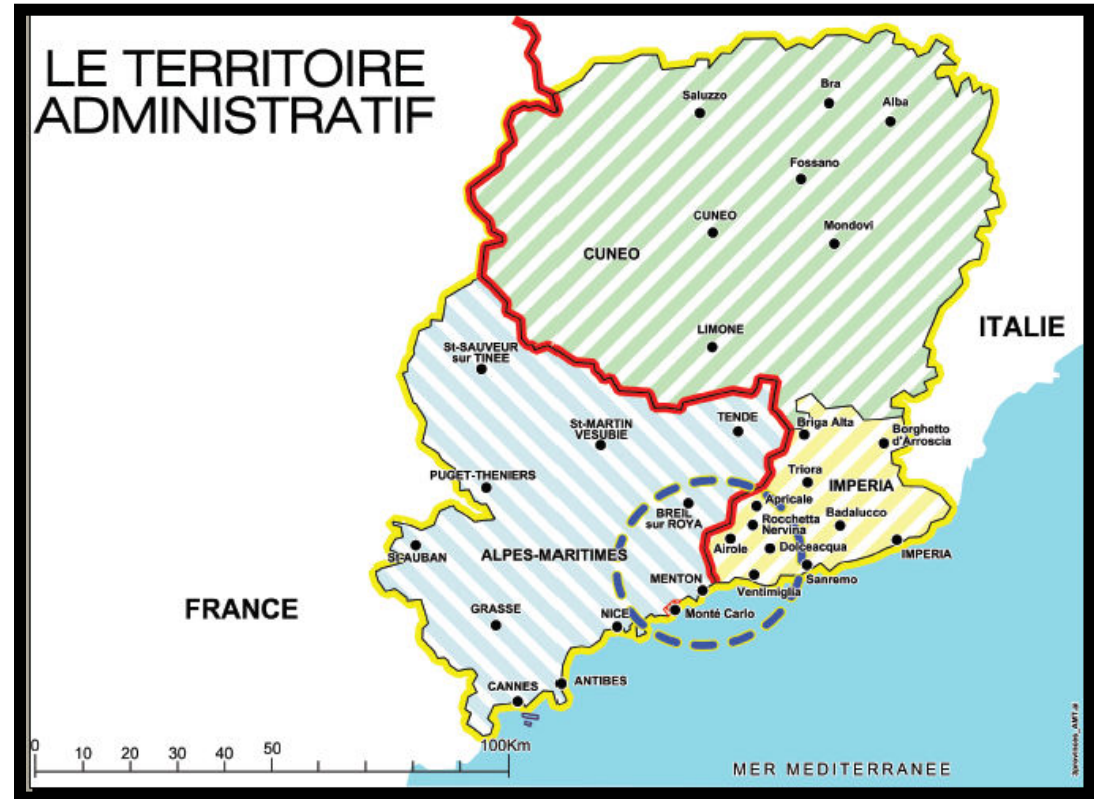 LE TERRITOIRE
ADMINISTRATIF
Saluzzo
Bra
Alba
Fossano
CUNEO
Mondovi
CUNEO
LIMONE
ITALIE
St-SAUVEUR
sur TINEE
St-MARTIN
VESUBIE
TENDE
Briga Alta
Borghetto
d'Arroscia
PUGET-THENIERS
Triora
IMPERIA
Apricale
BREIL
sur ROYA
Rocchetta
Nervina
Badalucco
Airole
Dolceacqua
IMPERIA
St-AUBAN
ALPES-MARITIMES
MENTON
Sanremo
Ventimiglia
FRANCE
GRASSE
NICE
Monté Carlo
CANNES
ANTIBES
0 10 20 30 40 50 100Km
MER MEDITERRANEE
3provinces_AMT.ai